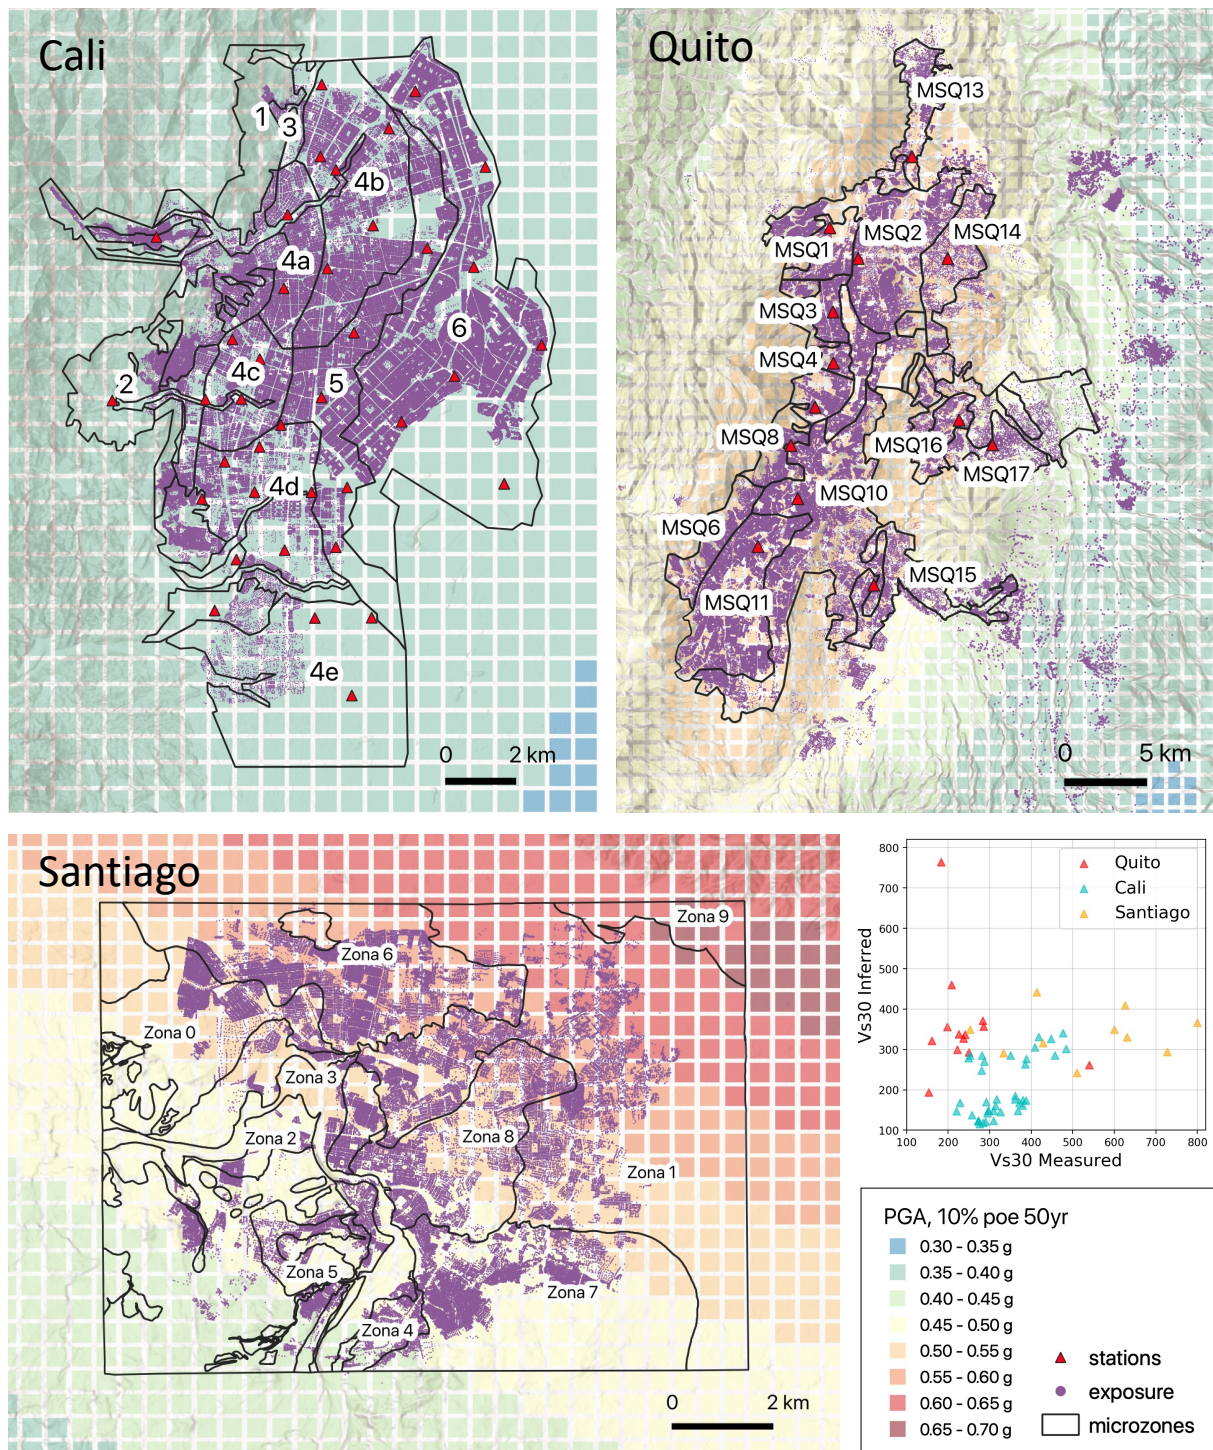 Cali
1
3
4b
4a
6
2
4c
5
4d
4e
0 2 km
Quito
MSQ13
MSQ2
MSQ14
MSQ1
MSQ3
MSQ4
MSQ8
MSQ16
MSQ17
MSQ10
MSQ6
MSQ15
MSQ11
0 5 km
Santiago
Zona 9
Zona 6
Zona 0
Zona 3
Zona 2
Zona 8
Zona 1
Zona 5
Zona 7
Zona 4
0 2 km
Quito
Cali
Santiago
800
700
600
500
400
300
200
100
Vs30 Inferred
100 200 300 400 500 600 700 800
Vs30 Measured
PGA, 10% poe 50yr
0.30 - 0.35 g
0.35 - 0.40 g
0.40 - 0.45 g
0.45 - 0.50 g
0.50 - 0.55 g
0.55 - 0.60 g
0.60 - 0.65 g
0.65 - 0.70 g
stations
exposure
microzones